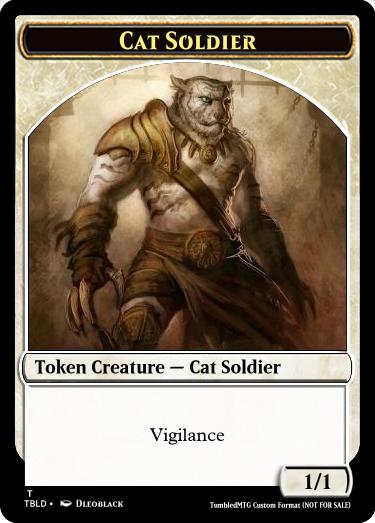 Cat Soldier
Token Creature — Cat Soldier
Vigilance
1/1
T
TBLD • Dleoblack
TumbledMTG Custom Format (NOT FOR SALE)